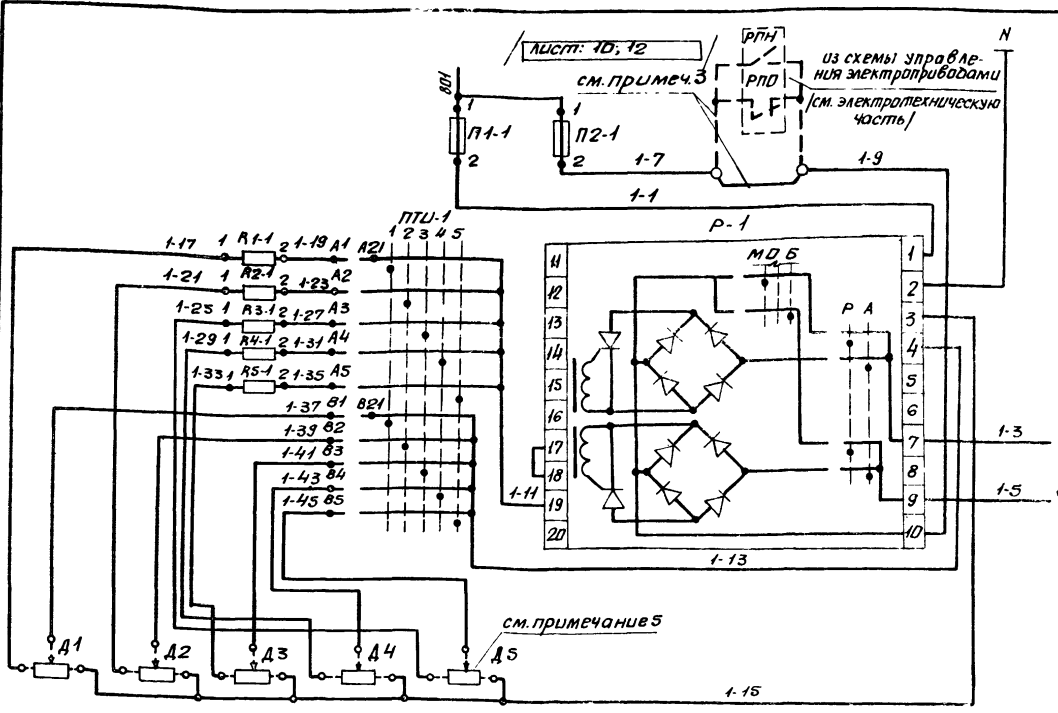 лист: 10, 12
РПН
N
из схемы управле-
ния электроприводами
РПО
см. примеч. 3
/см. электротехническую
часть/
801
1
П1-1
2
1
П2-1
2
1-7
1-9
1-1
ПТИ-1
1 2 3 4 5
Р-1
1-17 1 R1-1 2 1-19 А1 А21
1-21 1 R2-1 2 1-23 А2
1-25 1 R3-1 2 1-27 А3
1-29 1 R4-1 2 1-31 А4
1-33 1 R5-1 2 1-35 А5
1-37 В1 В21
1-39 В2
1-41 В3
1-43 В4
1-45 В5
11
12
13
14
15
16
17
18
19
20
М О Б
Р А
1
2
3
4
5
6
7
8
9
10
1-3
1-5
1-11
1-13
см. примечание 5
Д1
Д2
Д3
Д4
Д5
1-15